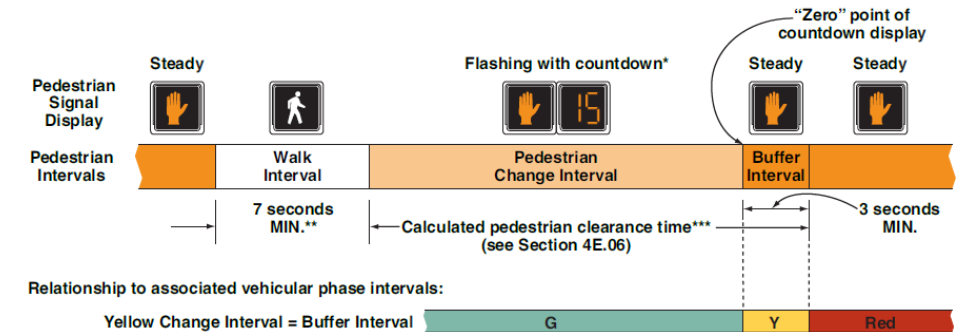 “Zero” point of
countdown display
Steady
Flashing with countdown*
Steady
Steady
Pedestrian
Signal
Display
15
Pedestrian
Intervals
Walk
Interval
Pedestrian
Change Interval
Buffer
Interval
7 seconds
MIN.**
Calculated pedestrian clearance time***
(see Section 4E.06)
3 seconds
MIN.
Relationship to associated vehicular phase intervals:
Yellow Change Interval = Buffer Interval
G
Y
Red